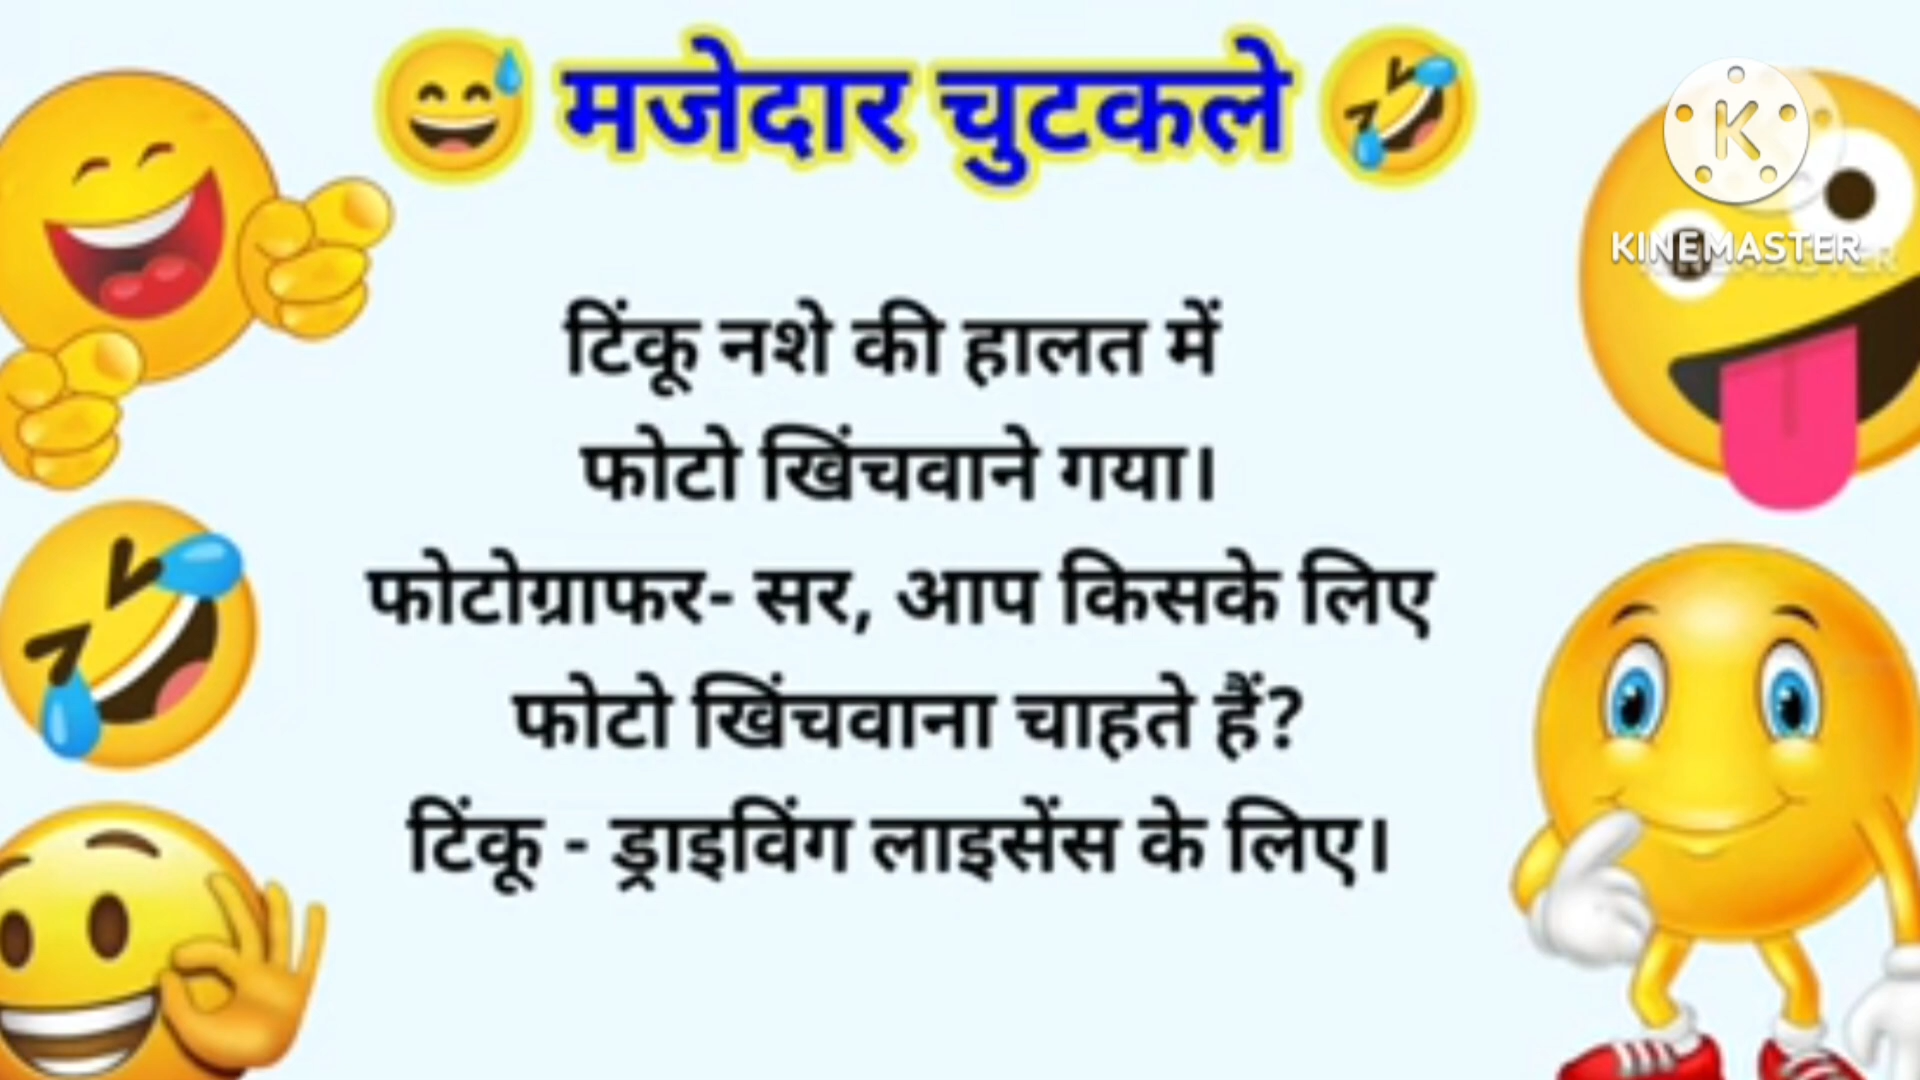 😅 मजेदार चुटकले 🤣
KINEMASTER
टिंकू नशे की हालत में
फोटो खिंचवाने गया।
फोटोग्राफर- सर, आप किसके लिए
फोटो खिंचवाना चाहते हैं?
टिंकू - ड्राइविंग लाइसेंस के लिए।